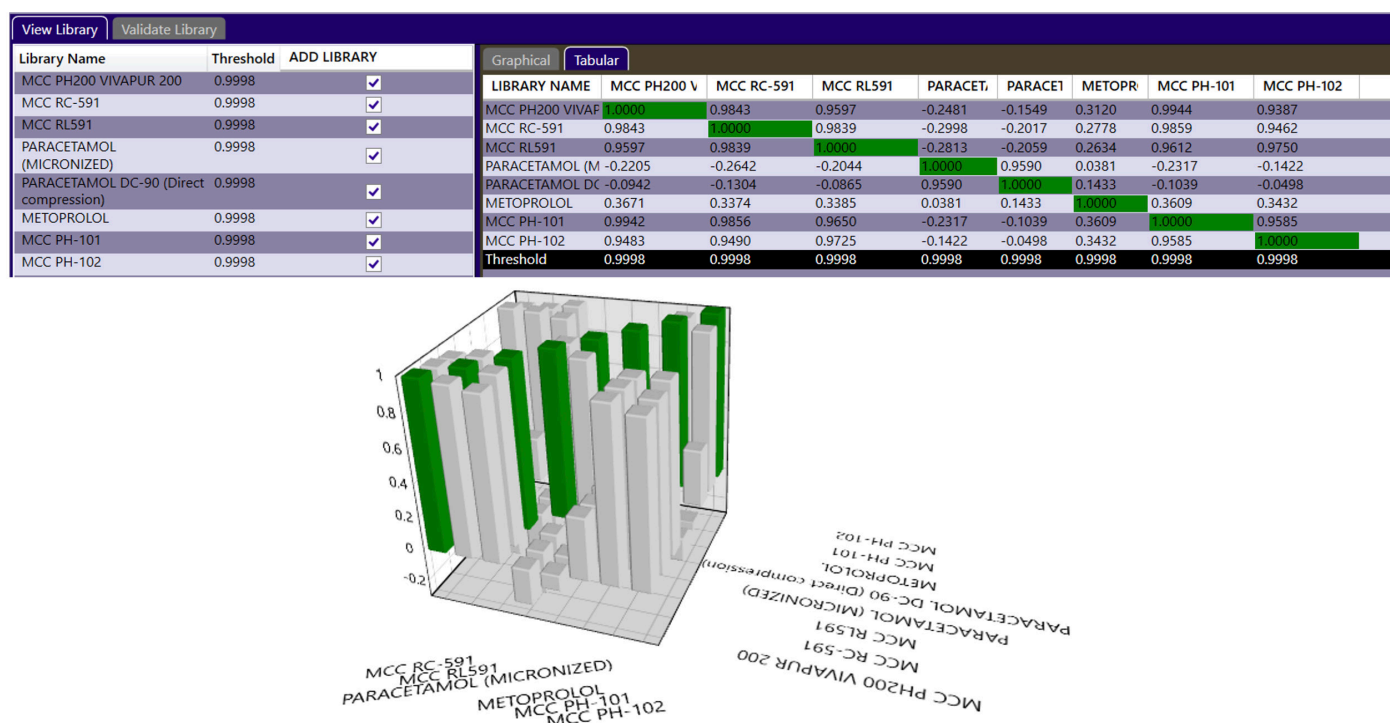 View Library Validate Library
Library Name Threshold ADD LIBRARY
MCC PH200 VIVAPUR 200 0.9998
MCC RC-591 0.9998
MCC RL591 0.9998
PARACETAMOL 0.9998
(MICRONIZED)
PARACETAMOL DC-90 (Direct 0.9998
compression)
METOPROLOL 0.9998
MCC PH-101 0.9998
MCC PH-102 0.9998
Graphical Tabular
LIBRARY NAME MCC PH200 V MCC RC-591 MCC RL591 PARACET PARACET METOPR MCC PH-101 MCC PH-102
MCC PH200 VIVAP 1.0000 0.9843 0.9597 -0.2481 -0.1549 0.3120 0.9944 0.9387
MCC RC-591 0.9843 1.0000 0.9839 -0.2998 -0.2017 0.2778 0.9859 0.9462
MCC RL591 0.9597 0.9839 1.0000 -0.2813 -0.2059 0.2634 0.9612 0.9750
PARACETAMOL (M -0.2205 -0.2642 -0.2044 1.0000 0.9590 0.0381 -0.2317 -0.1422
PARACETAMOL DC -0.0942 -0.1304 -0.0865 0.9590 1.0000 0.1433 -0.1039 -0.0498
METOPROLOL 0.3671 0.3374 0.3385 0.0381 0.1433 1.0000 0.3609 0.3432
MCC PH-101 0.9942 0.9856 0.9650 -0.2317 -0.1039 0.3609 1.0000 0.9585
MCC PH-102 0.9483 0.9490 0.9725 -0.1422 -0.0498 0.3432 0.9585 1.0000
Threshold 0.9998 0.9998 0.9998 0.9998 0.9998 0.9998 0.9998 0.9998
1
0.8
0.6
0.4
0.2
0
-0.2
MCC RC-591
MCC RL591
PARACETAMOL (MICRONIZED)
METOPROLOL
MCC PH-101
MCC PH-102
MCC PH-102
MCC PH-101
METOPROLOL
PARACETAMOL DC-90 (Direct compression)
PARACETAMOL (MICRONIZED)
MCC RL591
MCC RC-591
MCC PH200 VIVAPUR 200